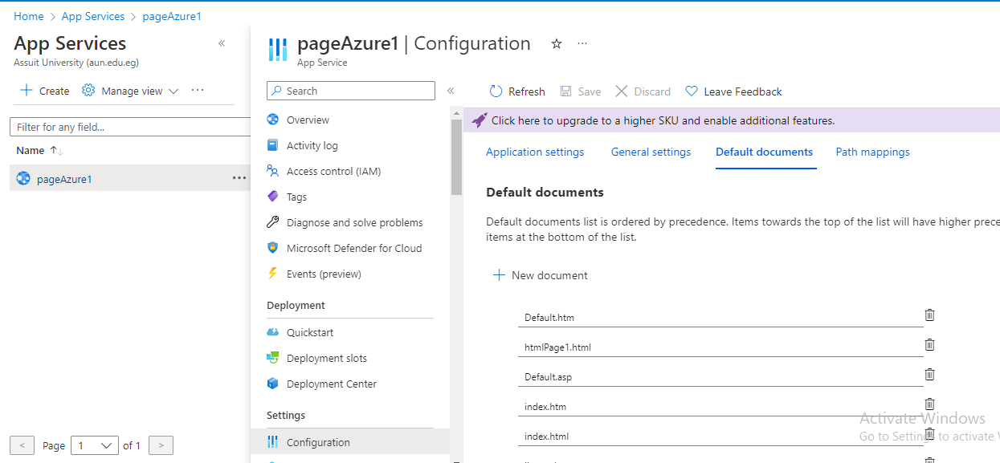 Home > App Services > pageAzure1
App Services
Assuit University (aun.edu.eg)
Create Manage view ...
Filter for any field...
Name
pageAzure1 ...
< Page 1 of 1 >
pageAzure1 | Configuration ...
App Service
Search
Overview
Activity log
Access control (IAM)
Tags
Diagnose and solve problems
Microsoft Defender for Cloud
Events (preview)
Deployment
Quickstart
Deployment slots
Deployment Center
Settings
Configuration
Refresh Save Discard Leave Feedback
Click here to upgrade to a higher SKU and enable additional features.
Application settings General settings Default documents Path mappings
Default documents
Default documents list is ordered by precedence. Items towards the top of the list will have higher prece
items at the bottom of the list.
New document
Default.htm
htmlPage1.html
Default.asp
index.htm
index.html
Activate Windows
Go to Settings to activate W